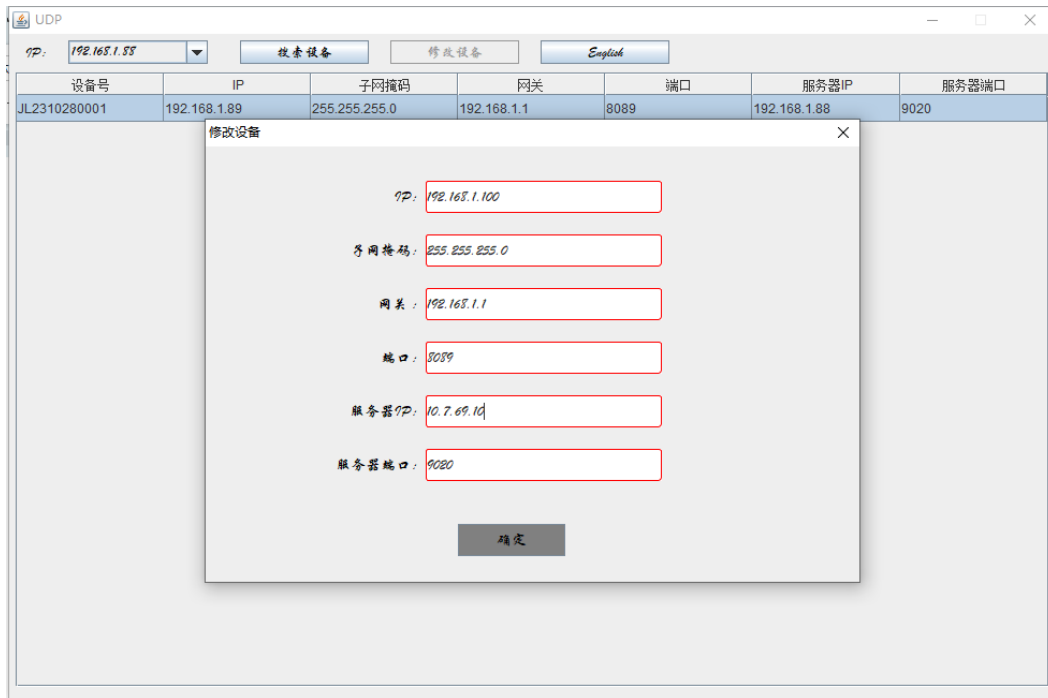 UDP
IP: 192.168.1.88 搜索设备 修改设备 English
设备号 IP 子网掩码 网关 端口 服务器IP 服务器端口
JL2310280001 192.168.1.89 255.255.255.0 192.168.1.1 8089 192.168.1.88 9020
修改设备
IP: 192.168.1.100
子网掩码: 255.255.255.0
网关: 192.168.1.1
端口: 8089
服务器IP: 10.7.69.10
服务器端口: 9020
确定